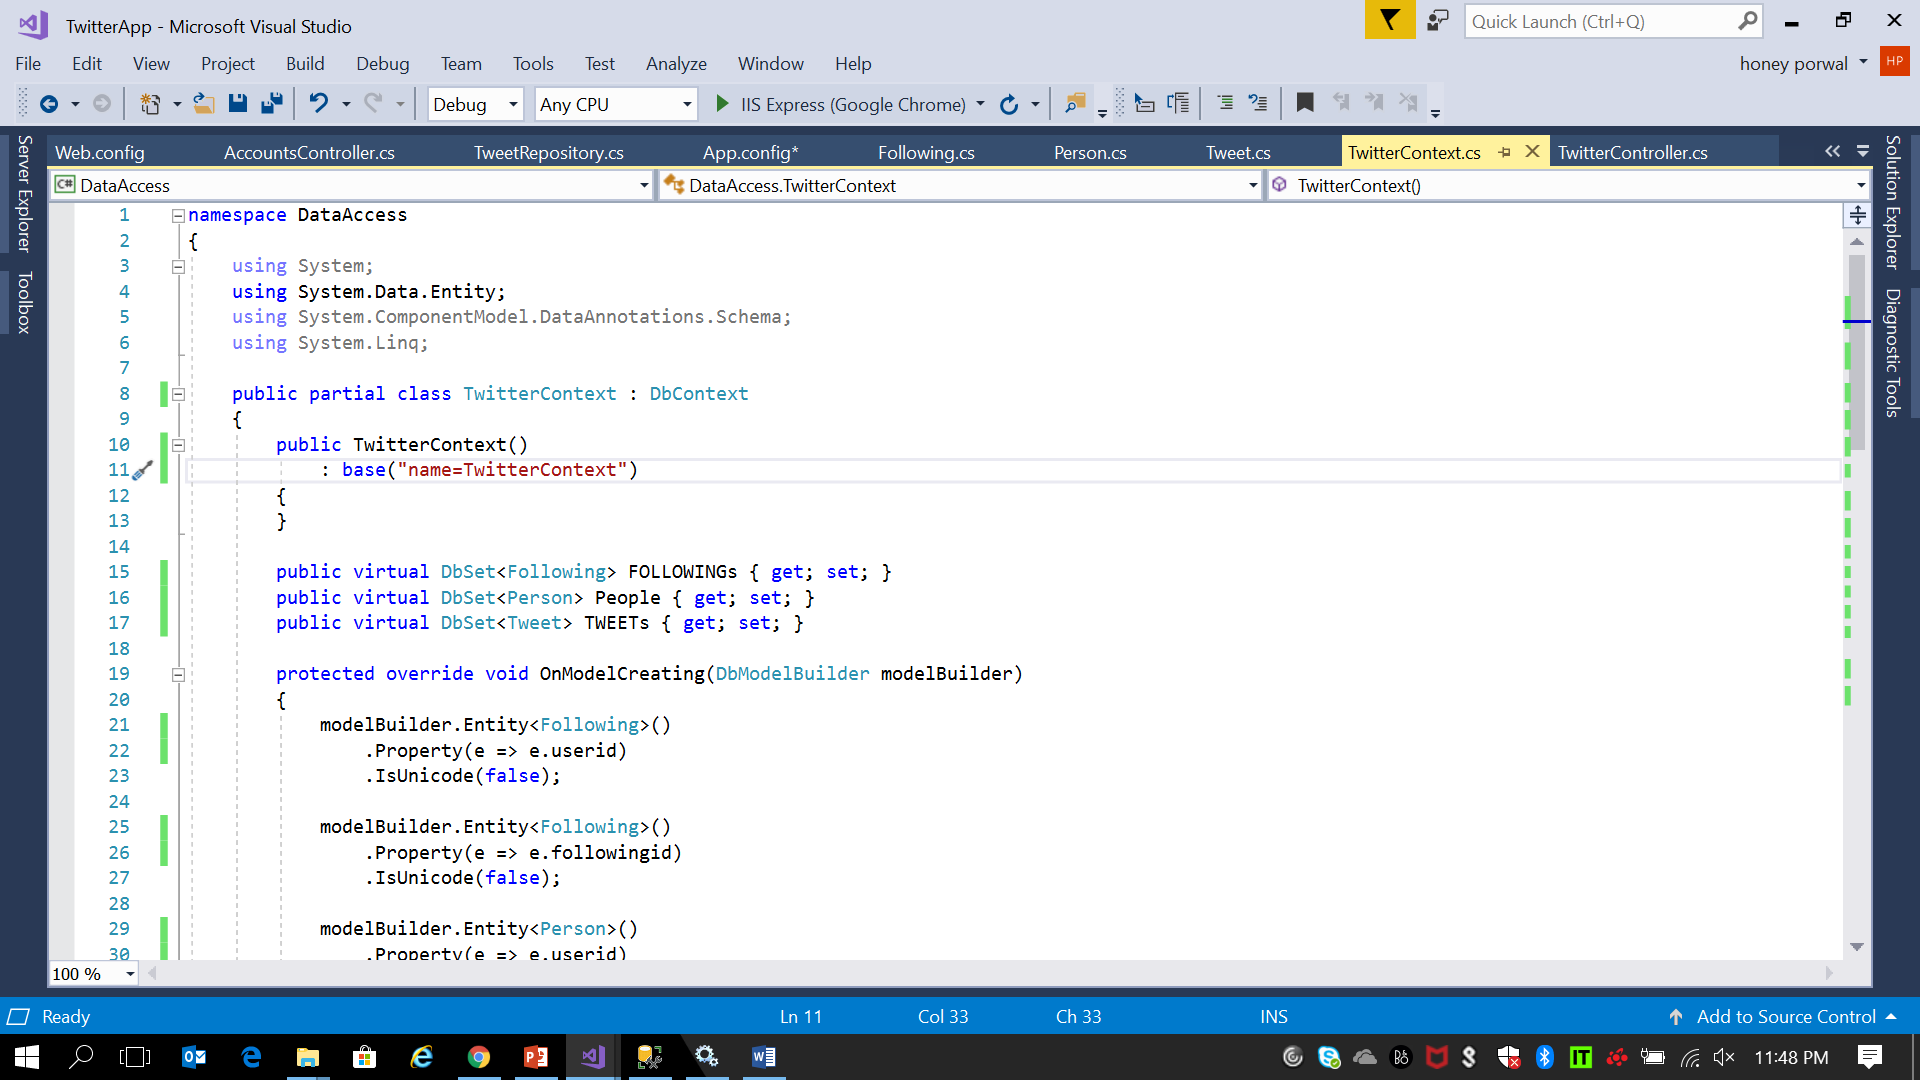 TwitterApp - Microsoft Visual Studio
Quick Launch (Ctrl+Q)
File Edit View Project Build Debug Team Tools Test Analyze Window Help
honey porwal HP
Debug Any CPU IIS Express (Google Chrome)
Web.config AccountsController.cs TweetRepository.cs App.config* Following.cs Person.cs Tweet.cs TwitterContext.cs TwitterController.cs
C# DataAccess DataAccess.TwitterContext TwitterContext()
Server Explorer
Toolbox
Solution Explorer
Diagnostic Tools
1 namespace DataAccess
2 {
3 using System;
4 using System.Data.Entity;
5 using System.ComponentModel.DataAnnotations.Schema;
6 using System.Linq;
7
8 public partial class TwitterContext : DbContext
9 {
10 public TwitterContext()
11 : base("name=TwitterContext")
12 {
13 }
14
15 public virtual DbSet<Following> FOLLOWINGs { get; set; }
16 public virtual DbSet<Person> People { get; set; }
17 public virtual DbSet<Tweet> TWEETs { get; set; }
18
19 protected override void OnModelCreating(DbModelBuilder modelBuilder)
20 {
21 modelBuilder.Entity<Following>()
22 .Property(e => e.userid)
23 .IsUnicode(false);
24
25 modelBuilder.Entity<Following>()
26 .Property(e => e.followingid)
27 .IsUnicode(false);
28
29 modelBuilder.Entity<Person>()
30 .Property(e => e.userid)
100 %
Ready Ln 11 Col 33 Ch 33 INS Add to Source Control
11:48 PM